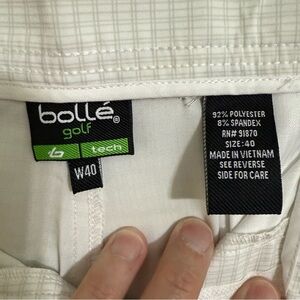 bollé®
golf
b tech
W40
92% POLYESTER
8% SPANDEX
RN# 91870
SIZE: 40
MADE IN VIETNAM
SEE REVERSE
SIDE FOR CARE